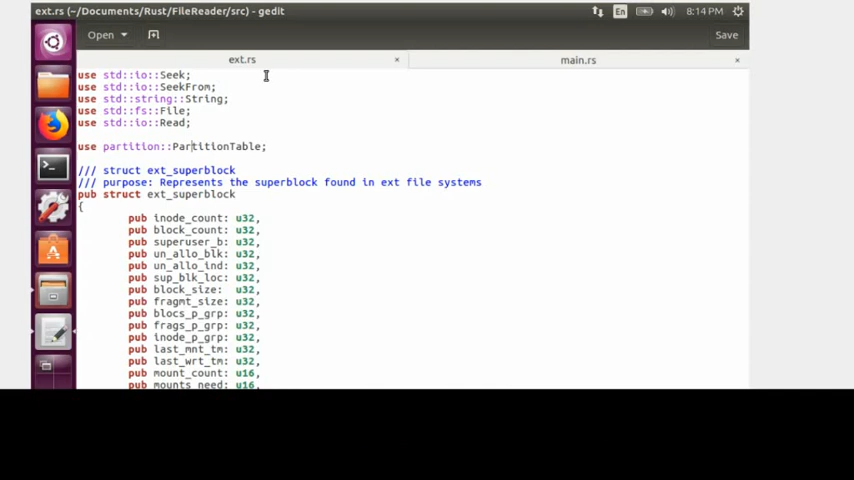 ext.rs (~/Documents/Rust/FileReader/src) - gedit
En
8:14 PM
Open
Save
ext.rs
×
main.rs
×
use std::io::Seek;
use std::io::SeekFrom;
use std::string::String;
use std::fs::File;
use std::io::Read;
use partition::PartitionTable;
/// struct ext_superblock
/// purpose: Represents the superblock found in ext file systems
pub struct ext_superblock
{
pub inode_count: u32,
pub block_count: u32,
pub superuser_b: u32,
pub un_allo_blk: u32,
pub un_allo_ind: u32,
pub sup_blk_loc: u32,
pub block_size: u32,
pub fragmt_size: u32,
pub blocs_p_grp: u32,
pub frags_p_grp: u32,
pub inode_p_grp: u32,
pub last_mnt_tm: u32,
pub last_wrt_tm: u32,
pub mount_count: u16,
pub mounts_need: u16,